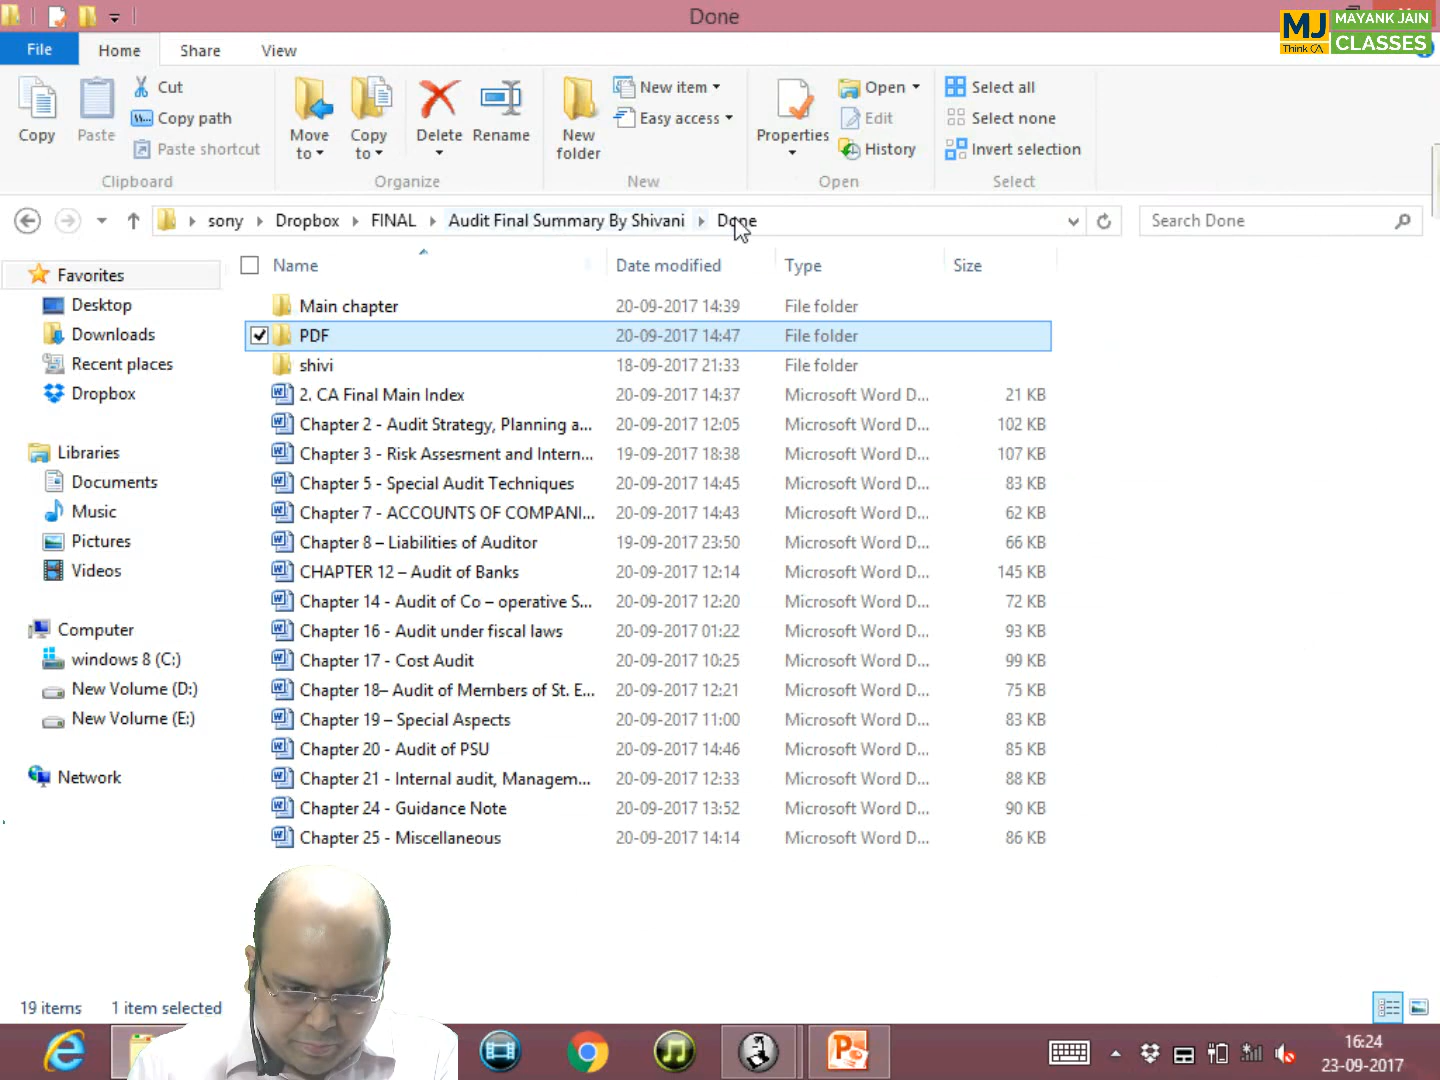 Done
MJ
Think CA
MAYANK JAIN
CLASSES
File
Home
Share
View
Copy
Paste
Cut
Copy path
Paste shortcut
Clipboard
Move
to
Copy
to
Delete
Rename
Organize
New
folder
New item
Easy access
New
Properties
Open
Edit
History
Open
Select all
Select none
Invert selection
Select
sony
Dropbox
FINAL
Audit Final Summary By Shivani
Done
Search Done
Favorites
Desktop
Downloads
Recent places
Dropbox
Libraries
Documents
Music
Pictures
Videos
Computer
windows 8 (C:)
New Volume (D:)
New Volume (E:)
Network
Name Date modified Type Size
Main chapter 20-09-2017 14:39 File folder
PDF 20-09-2017 14:47 File folder
shivi 18-09-2017 21:33 File folder
2. CA Final Main Index 20-09-2017 14:37 Microsoft Word D... 21 KB
Chapter 2 - Audit Strategy, Planning a... 20-09-2017 12:05 Microsoft Word D... 102 KB
Chapter 3 - Risk Assesment and Intern... 19-09-2017 18:38 Microsoft Word D... 107 KB
Chapter 5 - Special Audit Techniques 20-09-2017 14:45 Microsoft Word D... 83 KB
Chapter 7 - ACCOUNTS OF COMPANI... 20-09-2017 14:43 Microsoft Word D... 62 KB
Chapter 8 – Liabilities of Auditor 19-09-2017 23:50 Microsoft Word D... 66 KB
CHAPTER 12 – Audit of Banks 20-09-2017 12:14 Microsoft Word D... 145 KB
Chapter 14 - Audit of Co – operative S... 20-09-2017 12:20 Microsoft Word D... 72 KB
Chapter 16 - Audit under fiscal laws 20-09-2017 01:22 Microsoft Word D... 93 KB
Chapter 17 - Cost Audit 20-09-2017 10:25 Microsoft Word D... 99 KB
Chapter 18– Audit of Members of St. E... 20-09-2017 12:21 Microsoft Word D... 75 KB
Chapter 19 – Special Aspects 20-09-2017 11:00 Microsoft Word D... 83 KB
Chapter 20 - Audit of PSU 20-09-2017 14:46 Microsoft Word D... 85 KB
Chapter 21 - Internal audit, Managem... 20-09-2017 12:33 Microsoft Word D... 88 KB
Chapter 24 - Guidance Note 20-09-2017 13:52 Microsoft Word D... 90 KB
Chapter 25 - Miscellaneous 20-09-2017 14:14 Microsoft Word D... 86 KB
19 items 1 item selected
16:24
23-09-2017